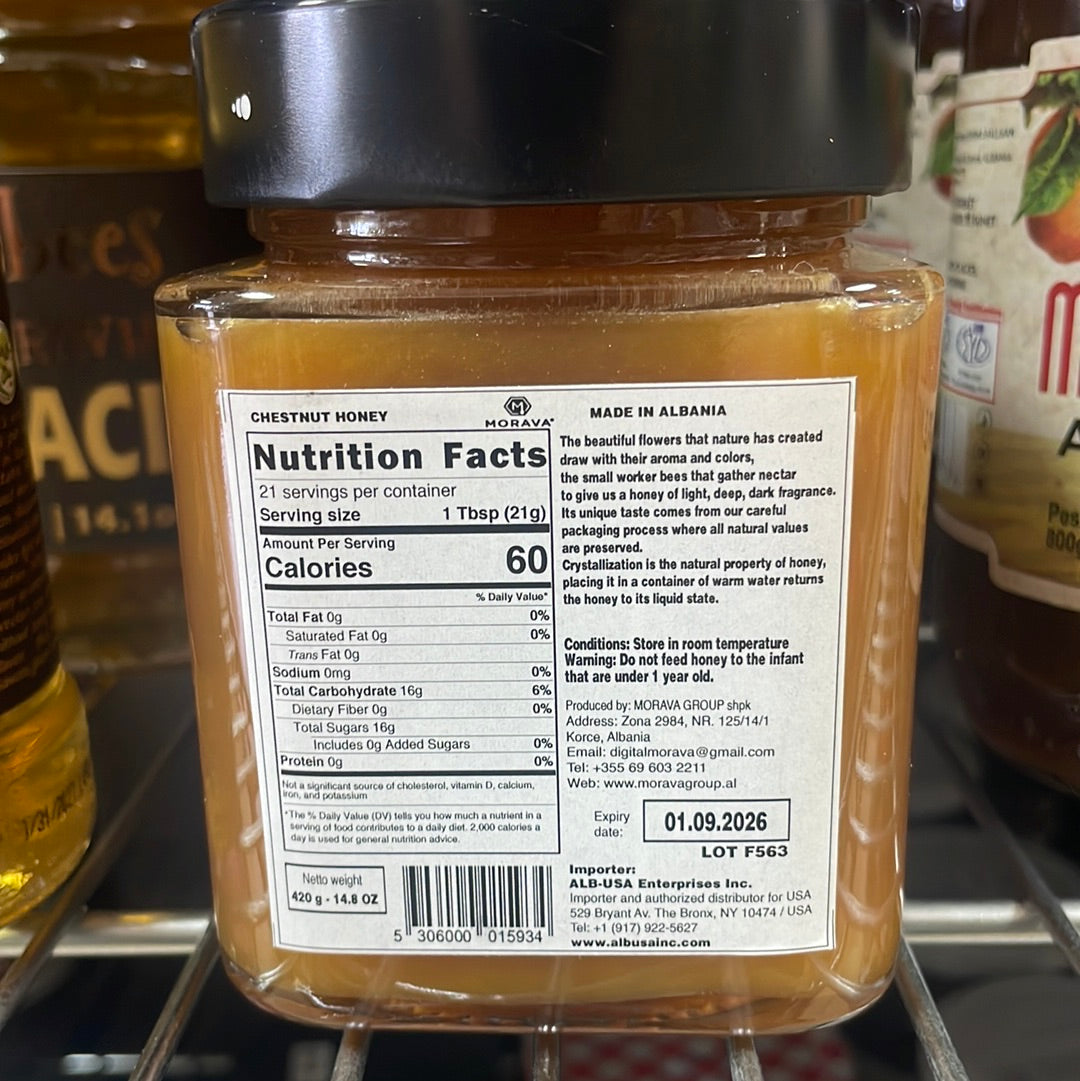 CHESTNUT HONEY
MORAVA
MADE IN ALBANIA
Nutrition Facts
21 servings per container
Serving size 1 Tbsp (21g)
Amount Per Serving
Calories 60
% Daily Value*
Total Fat 0g 0%
Saturated Fat 0g 0%
Trans Fat 0g
Sodium 0mg 0%
Total Carbohydrate 16g 6%
Dietary Fiber 0g 0%
Total Sugars 16g
Includes 0g Added Sugars 0%
Protein 0g 0%
Not a significant source of cholesterol, vitamin D, calcium,
iron, and potassium
*The % Daily Value (DV) tells you how much a nutrient in a
serving of food contributes to a daily diet. 2,000 calories a
day is used for general nutrition advice.
Netto weight
420 g - 14.8 OZ
5 306000 015934
The beautiful flowers that nature has created
draw with their aroma and colors,
the small worker bees that gather nectar
to give us a honey of light, deep, dark fragrance.
Its unique taste comes from our careful
packaging process where all natural values
are preserved.
Crystallization is the natural property of honey,
placing it in a container of warm water returns
the honey to its liquid state.
Conditions: Store in room temperature
Warning: Do not feed honey to the infant
that are under 1 year old.
Produced by: MORAVA GROUP shpk
Address: Zona 2984, NR. 125/14/1
Korce, Albania
Email: digitalmorava@gmail.com
Tel: +355 69 603 2211
Web: www.moravagroup.al
Expiry
date: 01.09.2026
LOT F563
Importer:
ALB-USA Enterprises Inc.
Importer and authorized distributor for USA
529 Bryant Av. The Bronx, NY 10474 / USA
Tel: +1 (917) 922-5627
www.albusainc.com
bees